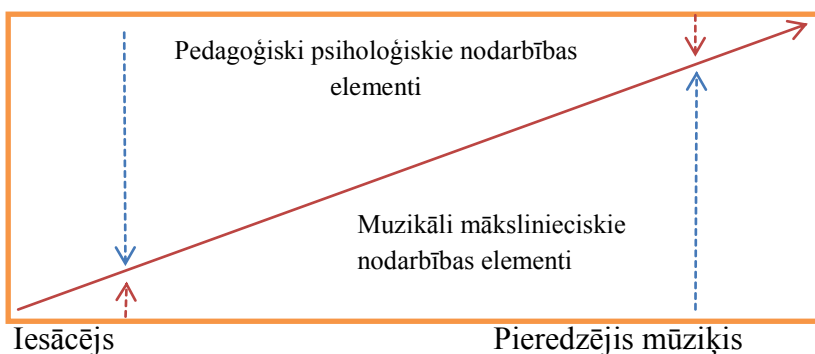 Pedagoģiski psiholoģiskie nodarbības
elementi
Muzikāli mākslinieciskie
nodarbības elementi
Iesācējs
Pieredzējis mūziķis